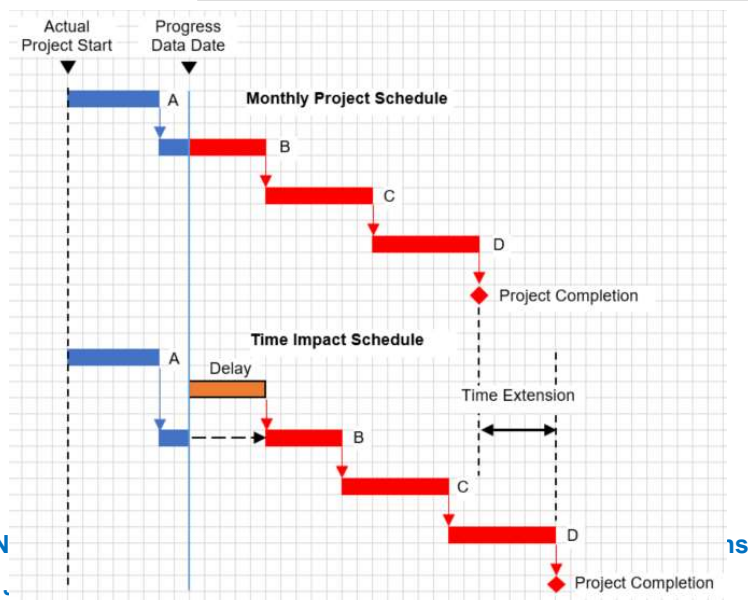 Actual
Project Start
Progress
Data Date
A
Monthly Project Schedule
B
C
D
Project Completion
Time Impact Schedule
A
Delay
Time Extension
B
C
D
Project Completion